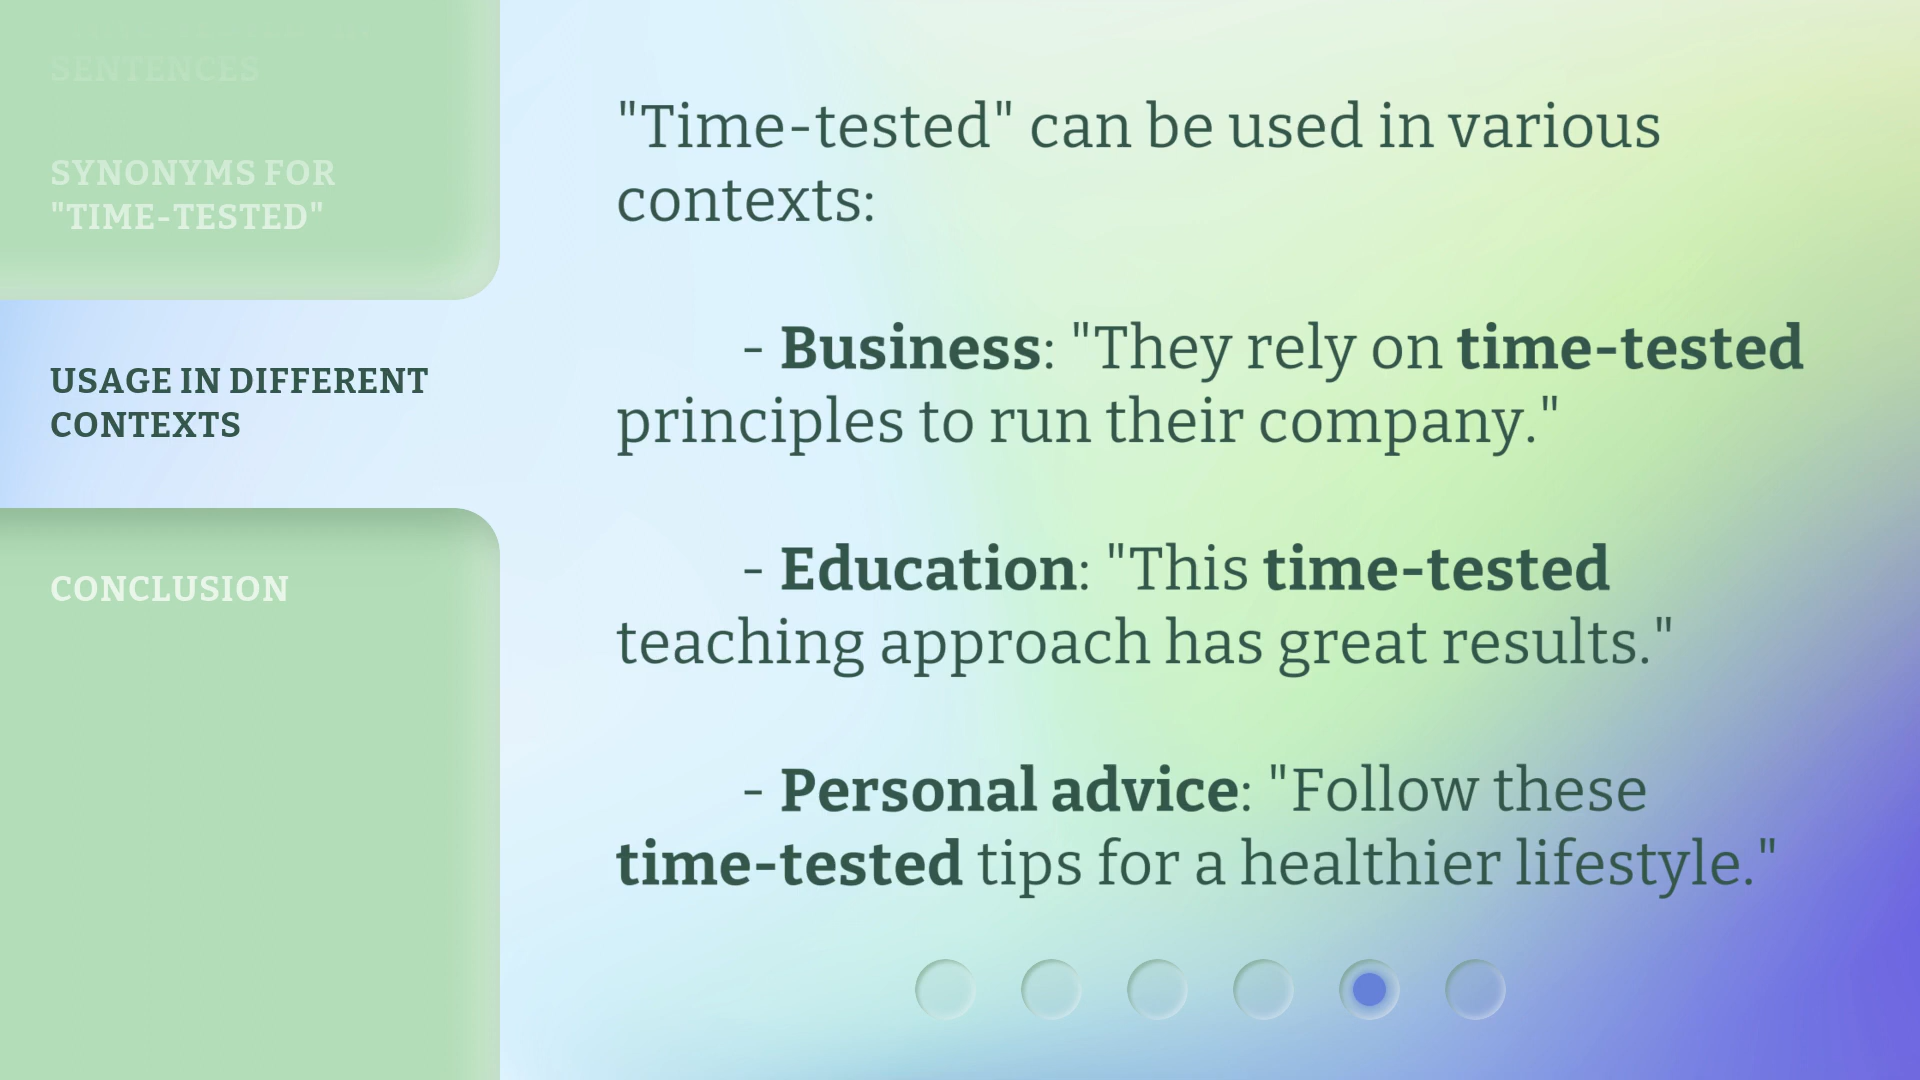 SENTENCES
SYNONYMS FOR
"TIME-TESTED"
USAGE IN DIFFERENT
CONTEXTS
CONCLUSION
"Time-tested" can be used in various
contexts:
- Business: "They rely on time-tested
principles to run their company."
- Education: "This time-tested
teaching approach has great results."
- Personal advice: "Follow these
time-tested tips for a healthier lifestyle."